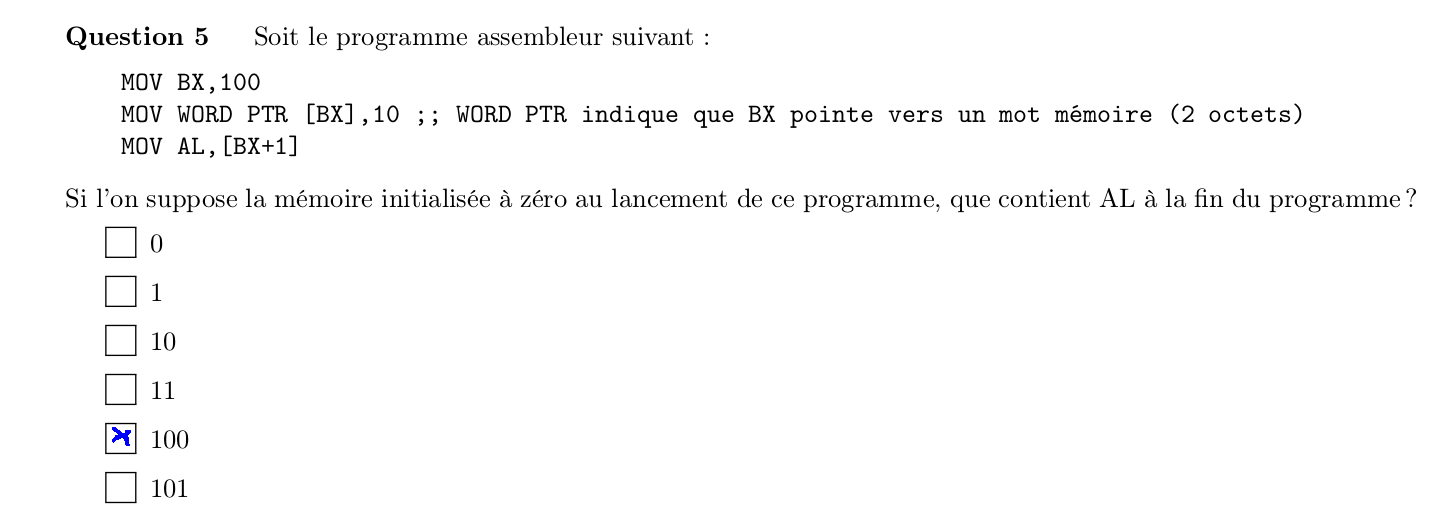 Question 5 Soit le programme assembleur suivant :
MOV BX,100
MOV WORD PTR [BX],10 ;; WORD PTR indique que BX pointe vers un mot mémoire (2 octets)
MOV AL,[BX+1]
Si l'on suppose la mémoire initialisée à zéro au lancement de ce programme, que contient AL à la fin du programme ?
0
1
10
11
100
101